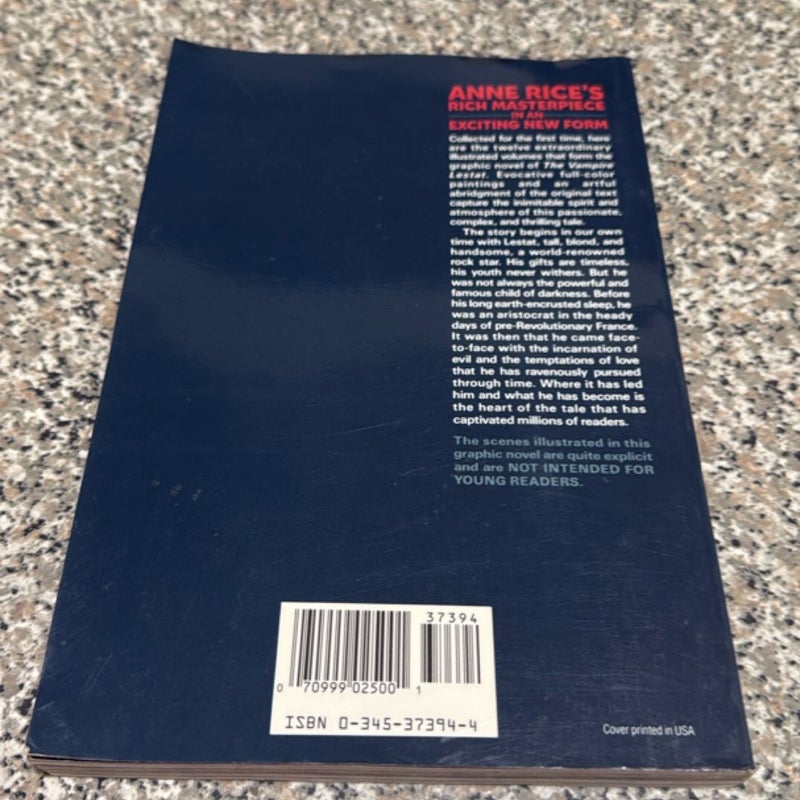 ANNE RICE'S
RICH MASTERPIECE
IN AN
EXCITING NEW FORM
Collected for the first time, here
are the twelve extraordinary
illustrated volumes that form the
graphic novel of The Vampire
Lestat. Evocative full-color
paintings and an artful
abridgment of the original text
capture the inimitable spirit and
atmosphere of this passionate,
complex, and thrilling tale.
The story begins in our own
time with Lestat, tall, blond, and
handsome, a world-renowned
rock star. His gifts are timeless,
his youth never withers. But he
was not always the powerful and
famous child of darkness. Before
his long earth-encrusted sleep, he
was an aristocrat in the heady
days of pre-Revolutionary France.
It was then that he came face-
to-face with the incarnation of
evil and the temptations of love
that he has ravenously pursued
through time. Where it has led
him and what he has become is
the heart of the tale that has
captivated millions of readers.
The scenes illustrated in this
graphic novel are quite explicit
and are NOT INTENDED FOR
YOUNG READERS.
37394
0 70999 02500 1
ISBN 0-345-37394-4
Cover printed in USA